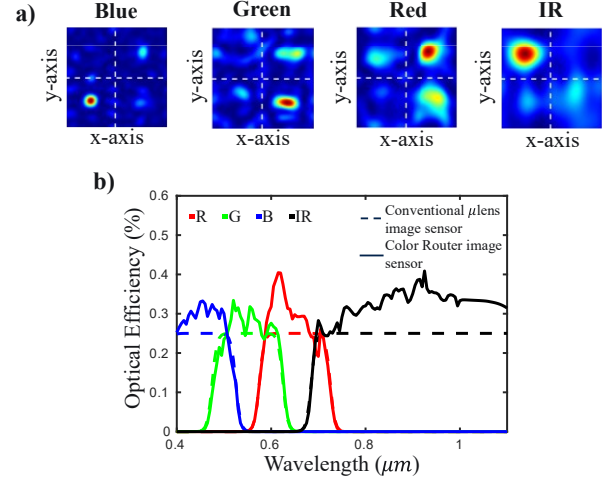 a)
Blue
Green
Red
IR
y-axis
y-axis
y-axis
y-axis
x-axis
x-axis
x-axis
x-axis
b)
Optical Efficiency (%)
0.6
0.5
0.4
0.3
0.2
0.1
0
R G B IR
Conventional μlens
image sensor
Color Router image
sensor
0.4 0.6 0.8 1
Wavelength (μm)